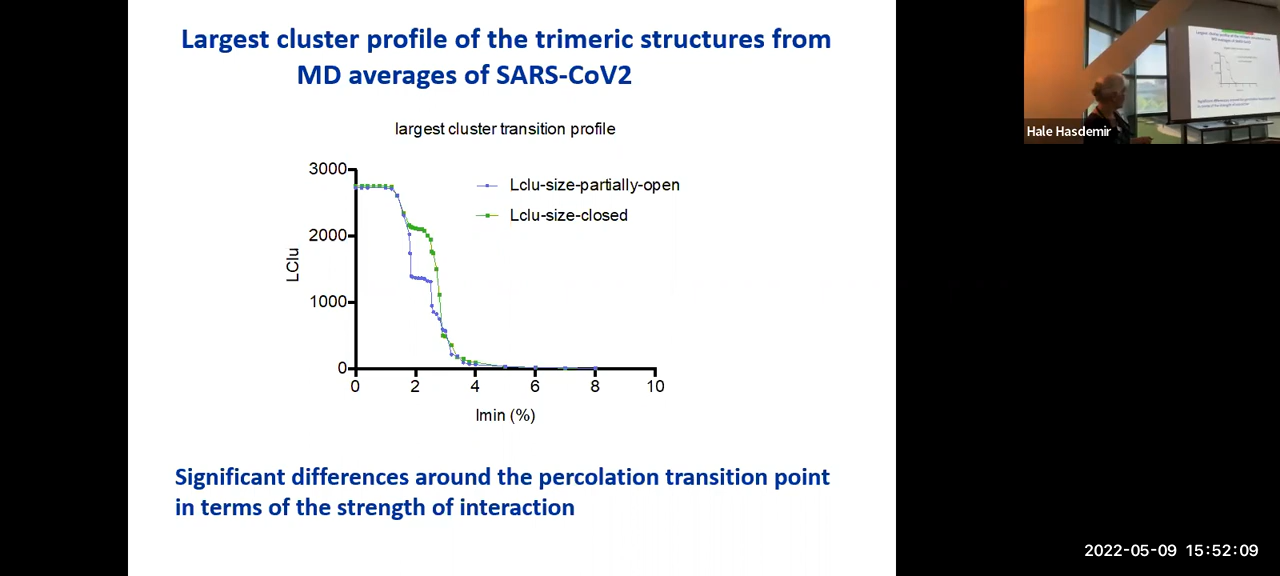 Largest cluster profile of the trimeric structures from
MD averages of SARS-CoV2
largest cluster transition profile
3000
2000
1000
0
LClu
Lclu-size-partially-open
Lclu-size-closed
0 2 4 6 8 10
Imin (%)
Significant differences around the percolation transition point
in terms of the strength of interaction
Hale Hasdemir
2022-05-09 15:52:09